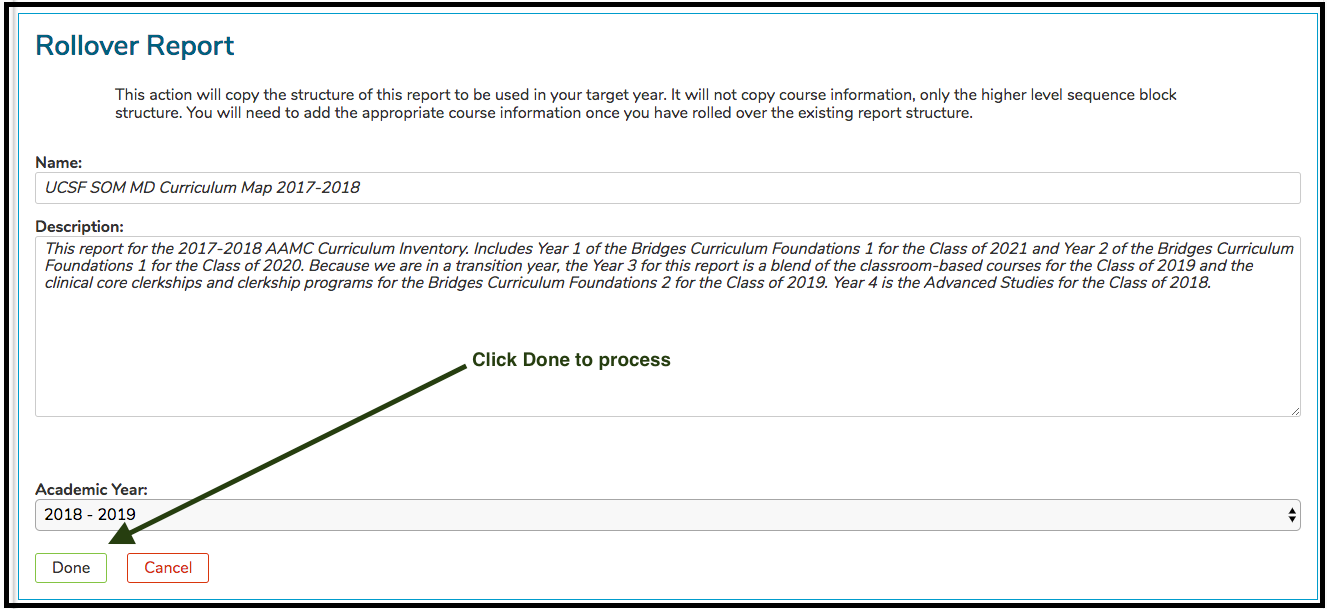 Rollover Report
This action will copy the structure of this report to be used in your target year. It will not copy course information, only the higher level sequence block
structure. You will need to add the appropriate course information once you have rolled over the existing report structure.
Name:
UCSF SOM MD Curriculum Map 2017-2018
Description:
This report for the 2017-2018 AAMC Curriculum Inventory. Includes Year 1 of the Bridges Curriculum Foundations 1 for the Class of 2021 and Year 2 of the Bridges Curriculum
Foundations 1 for the Class of 2020. Because we are in a transition year, the Year 3 for this report is a blend of the classroom-based courses for the Class of 2019 and the
clinical core clerkships and clerkship programs for the Bridges Curriculum Foundations 2 for the Class of 2019. Year 4 is the Advanced Studies for the Class of 2018.
Click Done to process
Academic Year:
2018 - 2019
Done Cancel